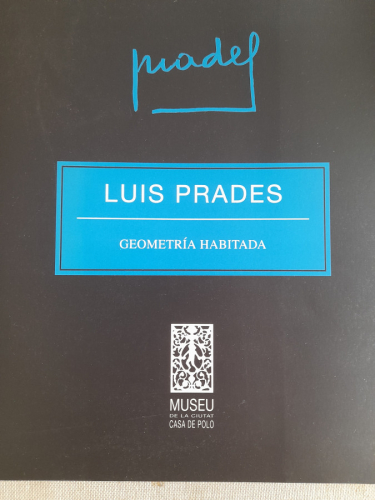 prades
LUIS PRADES
GEOMETRÍA HABITADA
MUSEU
DE LA CIUTAT
CASA DE POLO